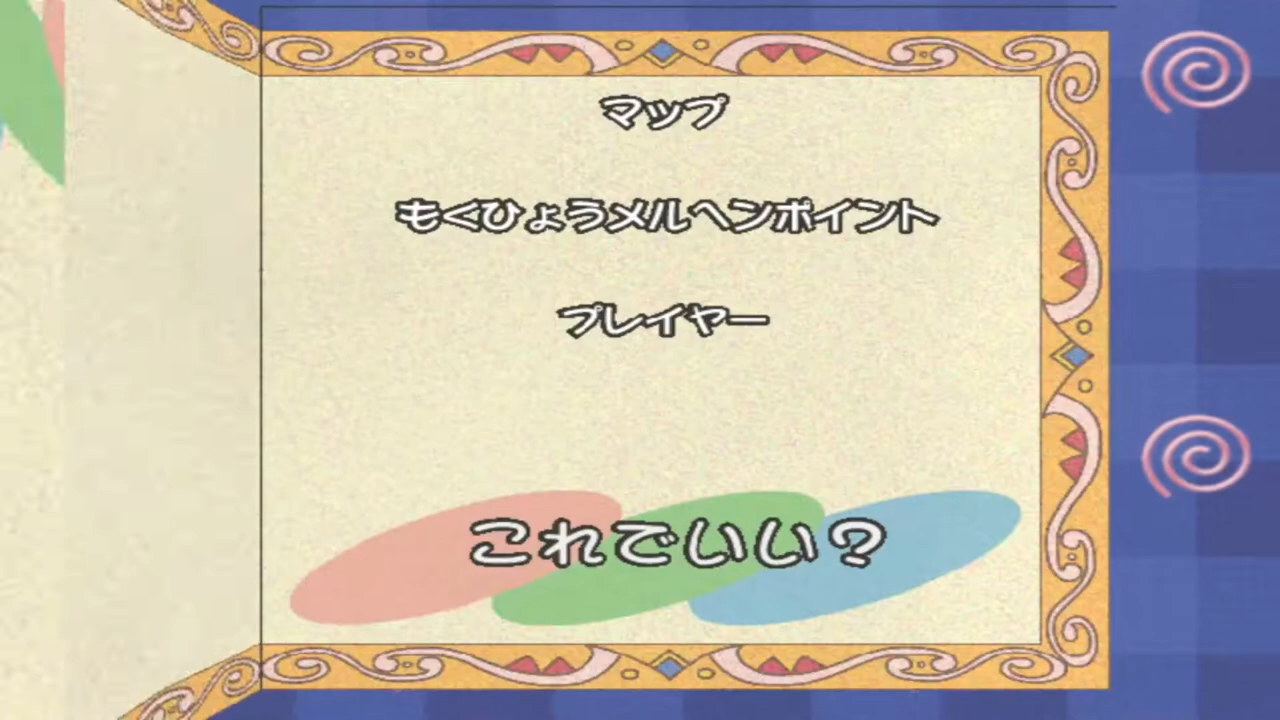 マップ
もくひょうメルヘンポイント
プレイヤー
これでいい？